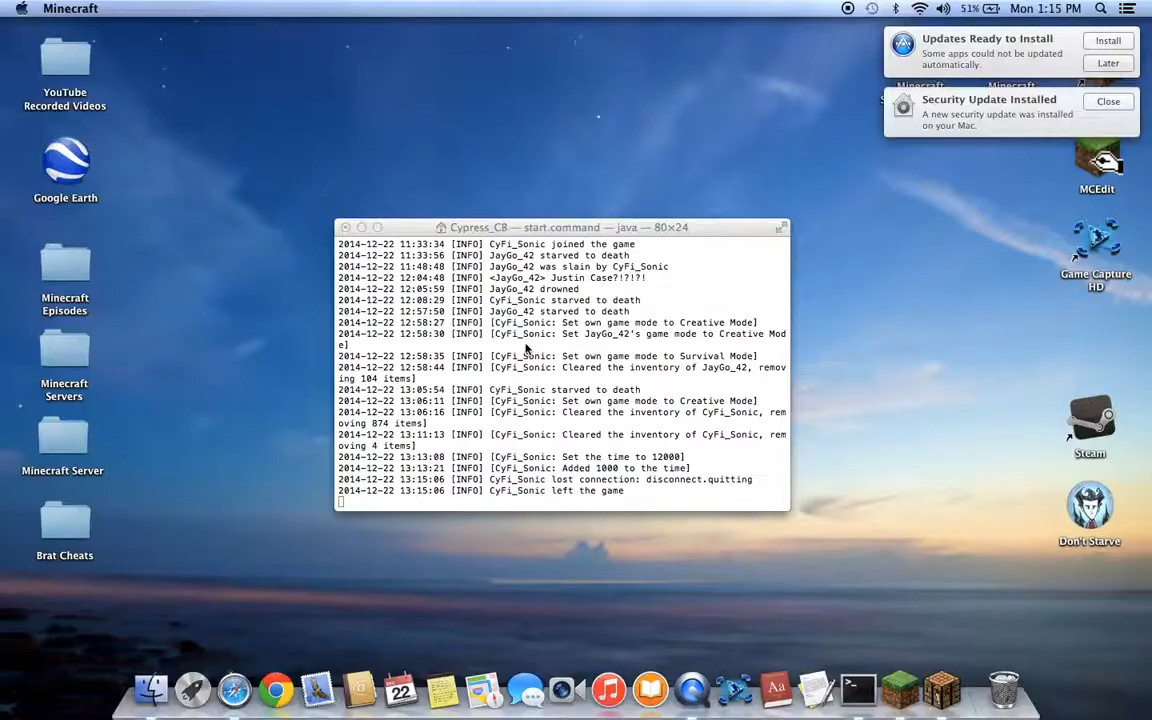 Minecraft
51%
Mon 1:15 PM
Updates Ready to Install
Some apps could not be updated
automatically.
Install
Later
Security Update Installed
A new security update was installed
on your Mac.
Close
YouTube
Recorded Videos
Google Earth
Minecraft
Episodes
Minecraft
Servers
Minecraft Server
Brat Cheats
Minecraft
Minecraft
MCEdit
Game Capture
HD
Steam
Don't Starve
Cypress_CB — start.command — java — 80×24
2014-12-22 11:33:34 [INFO] CyFi_Sonic joined the game
2014-12-22 11:33:56 [INFO] JayGo_42 starved to death
2014-12-22 11:48:48 [INFO] JayGo_42 was slain by CyFi_Sonic
2014-12-22 12:04:48 [INFO] <JayGo_42> Justin Case?!?!?!
2014-12-22 12:05:59 [INFO] JayGo_42 drowned
2014-12-22 12:08:29 [INFO] CyFi_Sonic starved to death
2014-12-22 12:57:50 [INFO] JayGo_42 starved to death
2014-12-22 12:58:27 [INFO] [CyFi_Sonic: Set own game mode to Creative Mode]
2014-12-22 12:58:30 [INFO] [CyFi_Sonic: Set JayGo_42's game mode to Creative Mod
e]
2014-12-22 12:58:35 [INFO] [CyFi_Sonic: Set own game mode to Survival Mode]
2014-12-22 12:58:44 [INFO] [CyFi_Sonic: Cleared the inventory of JayGo_42, remov
ing 104 items]
2014-12-22 13:05:54 [INFO] CyFi_Sonic starved to death
2014-12-22 13:06:11 [INFO] [CyFi_Sonic: Set own game mode to Creative Mode]
2014-12-22 13:06:16 [INFO] [CyFi_Sonic: Cleared the inventory of CyFi_Sonic, rem
oving 874 items]
2014-12-22 13:11:13 [INFO] [CyFi_Sonic: Cleared the inventory of CyFi_Sonic, rem
oving 4 items]
2014-12-22 13:13:08 [INFO] [CyFi_Sonic: Set the time to 12000]
2014-12-22 13:13:21 [INFO] [CyFi_Sonic: Added 1000 to the time]
2014-12-22 13:15:06 [INFO] CyFi_Sonic lost connection: disconnect.quitting
2014-12-22 13:15:06 [INFO] CyFi_Sonic left the game
DEC
22
Aa
>_